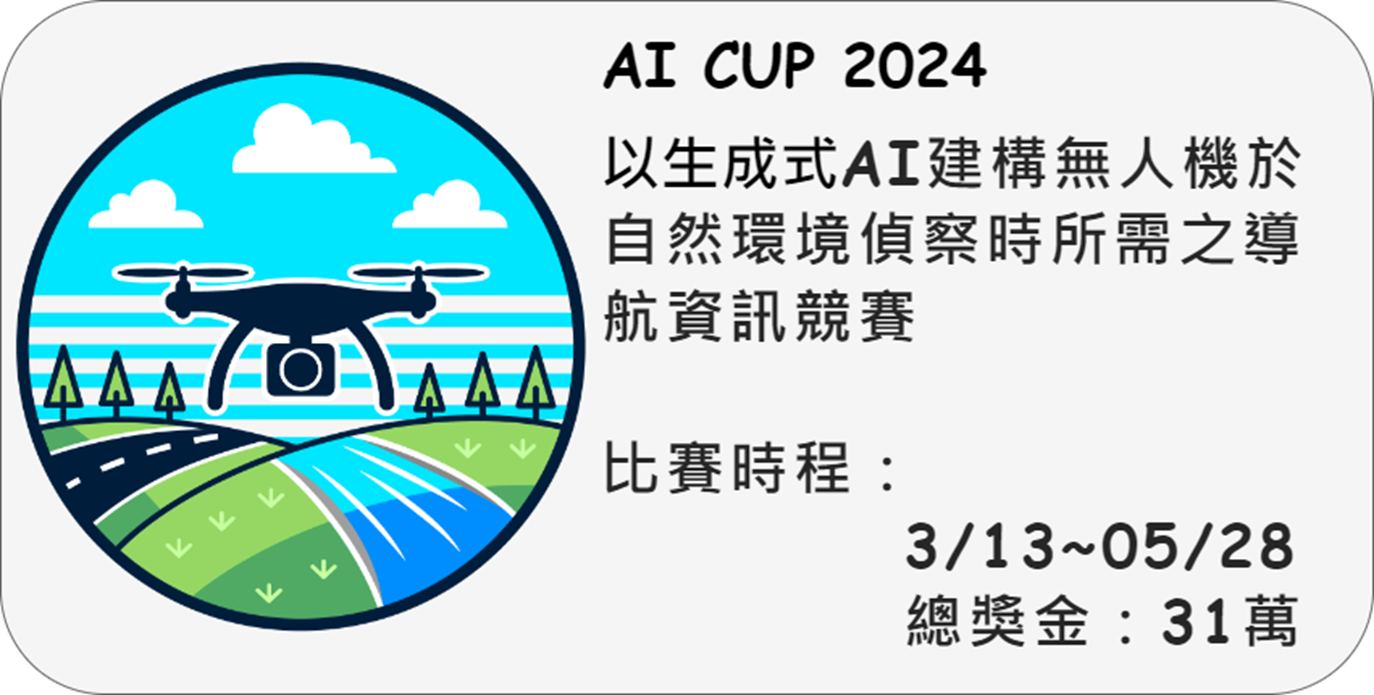 AI CUP 2024
以生成式AI建構無人機於
自然環境偵察時所需之導
航資訊競賽
比賽時程：
3/13~05/28
總獎金：31萬